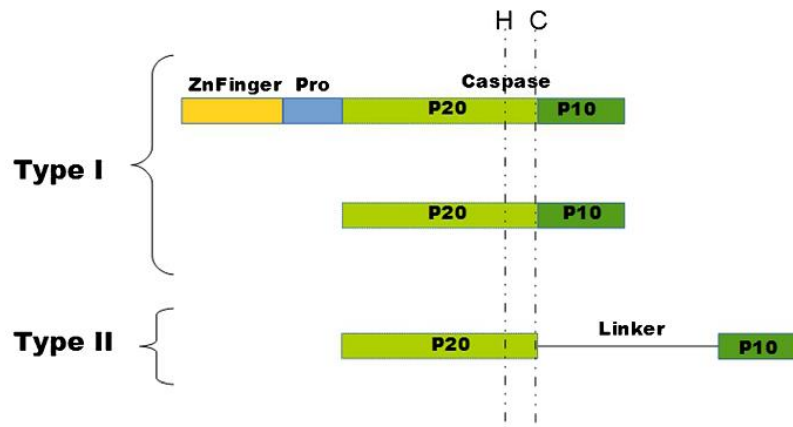 H C
ZnFinger Pro Caspase
P20 P10
Type I
P20 P10
Type II
Linker
P20 P10